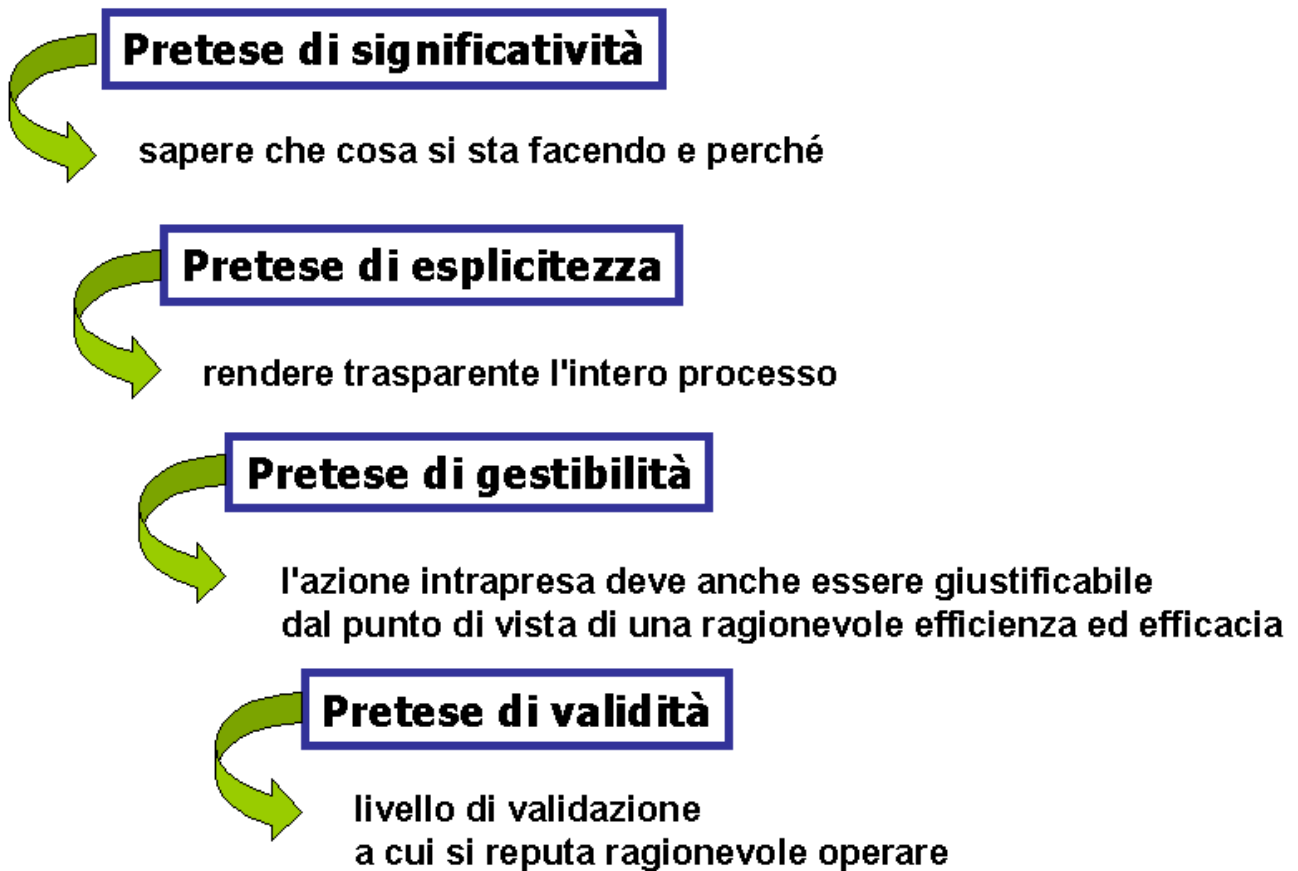 Pretese di significatività
sapere che cosa si sta facendo e perché
Pretese di esplicitezza
rendere trasparente l'intero processo
Pretese di gestibilità
l'azione intrapresa deve anche essere giustificabile
dal punto di vista di una ragionevole efficienza ed efficacia
Pretese di validità
livello di validazione
a cui si reputa ragionevole operare